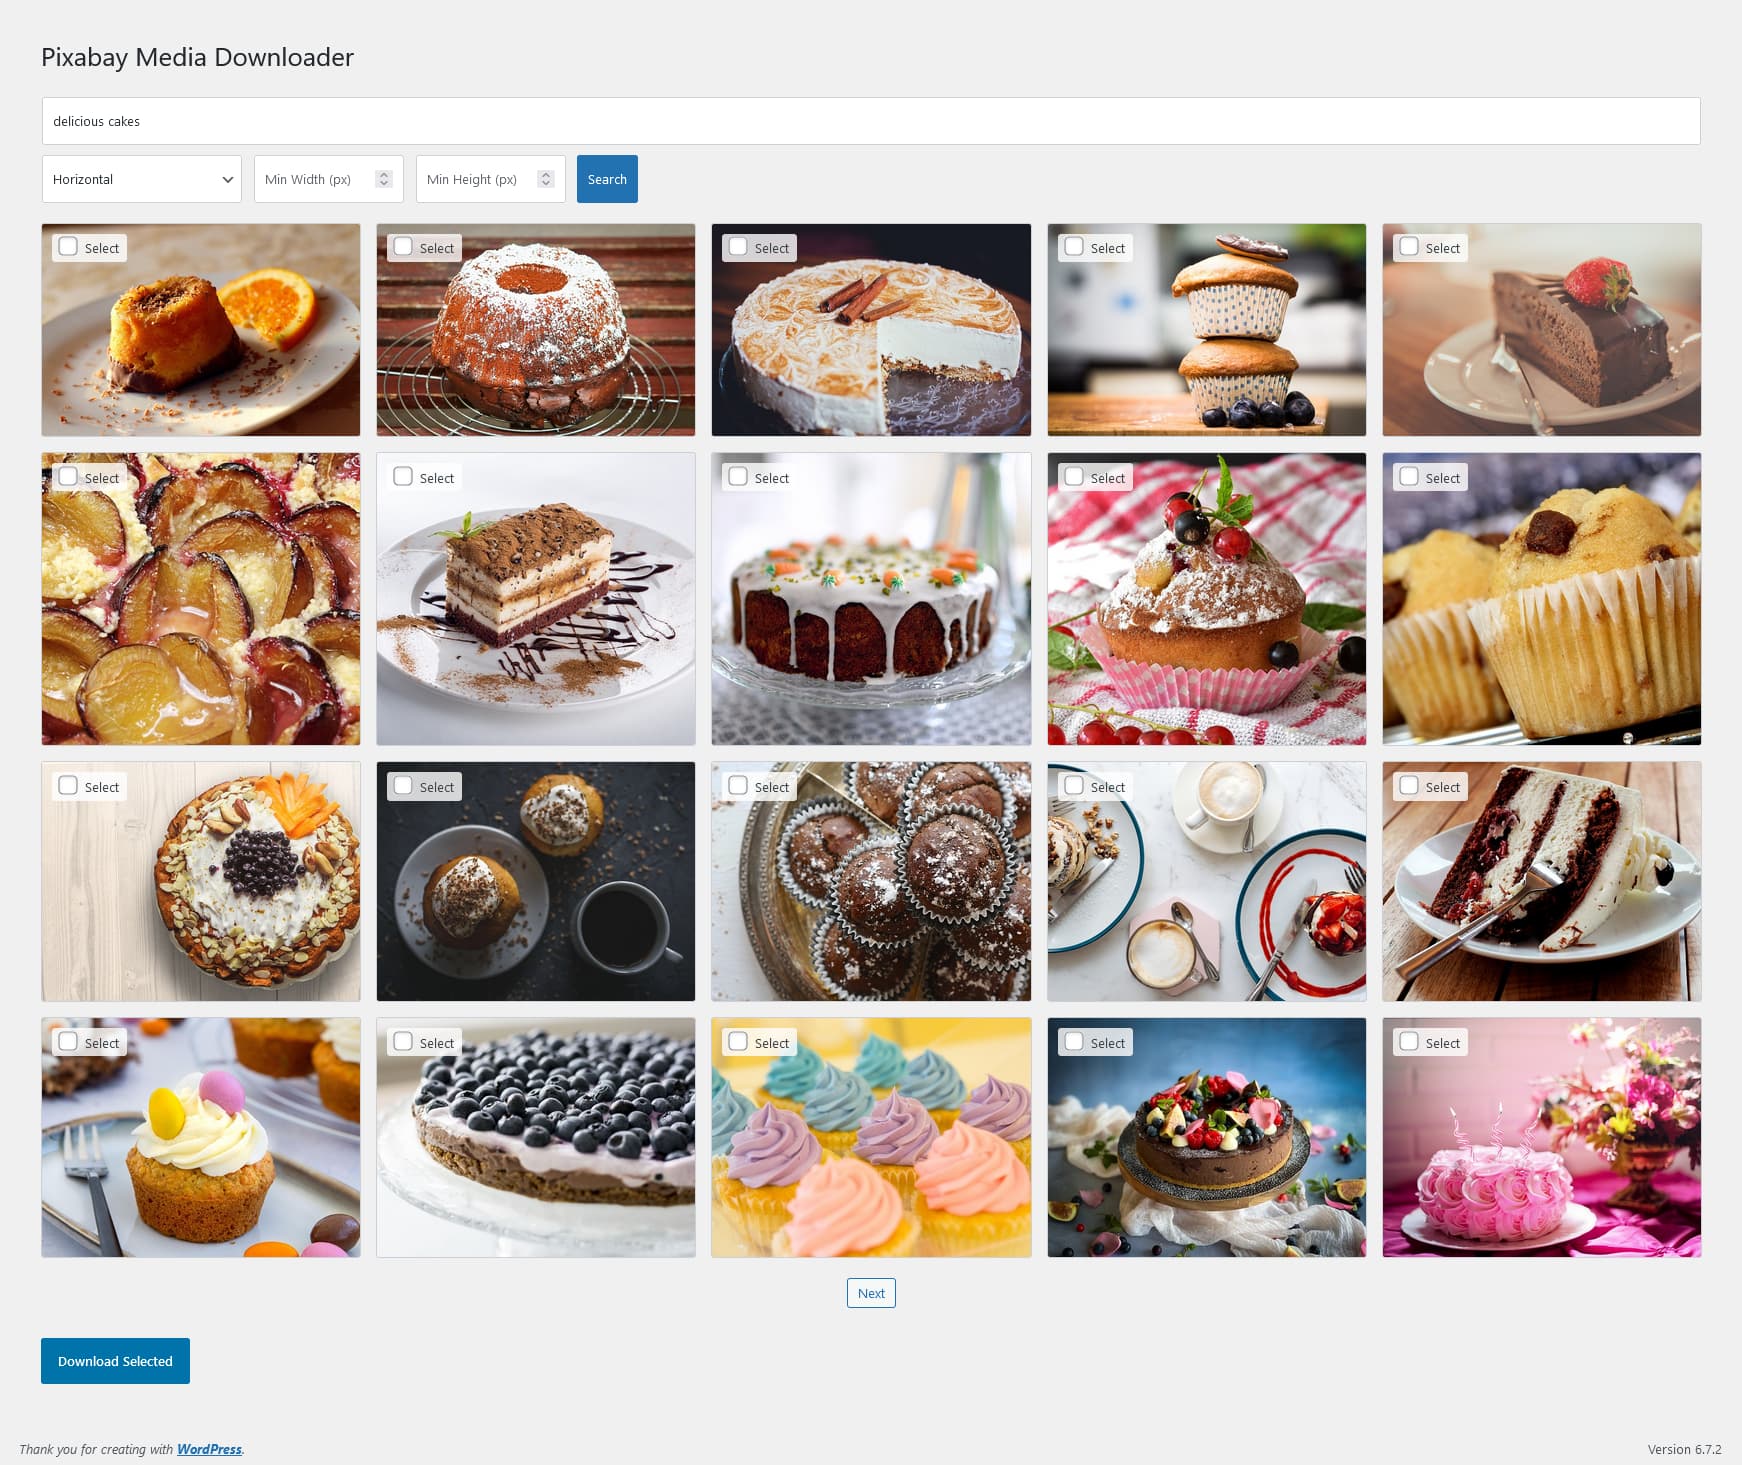 Pixabay Media Downloader
delicious cakes
Horizontal Min Width (px) Min Height (px) Search
Select Select Select Select Select
Select Select Select Select Select
Select Select Select Select Select
Select Select Select Select Select
Next
Download Selected
Thank you for creating with WordPress. Version 6.7.2